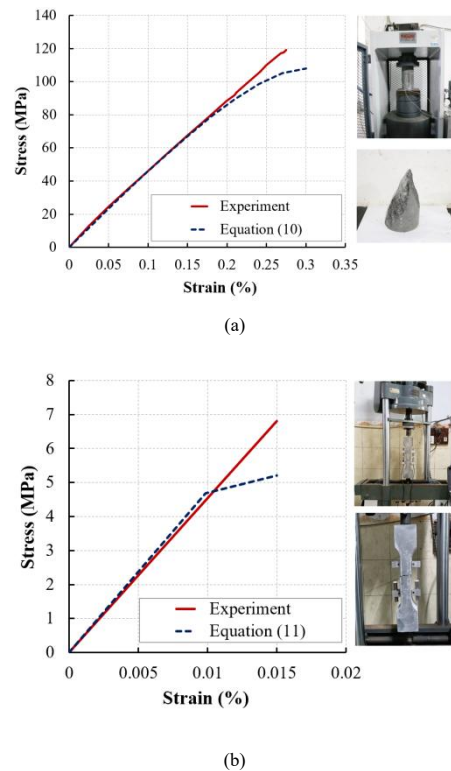 140
120
100
80
60
40
20
0
Stress (MPa)
Experiment
Equation (10)
0 0.05 0.1 0.15 0.2 0.25 0.3 0.35
Strain (%)
(a)
8
7
6
5
4
3
2
1
0
Stress (MPa)
Experiment
Equation (11)
0 0.005 0.01 0.015 0.02
Strain (%)
(b)